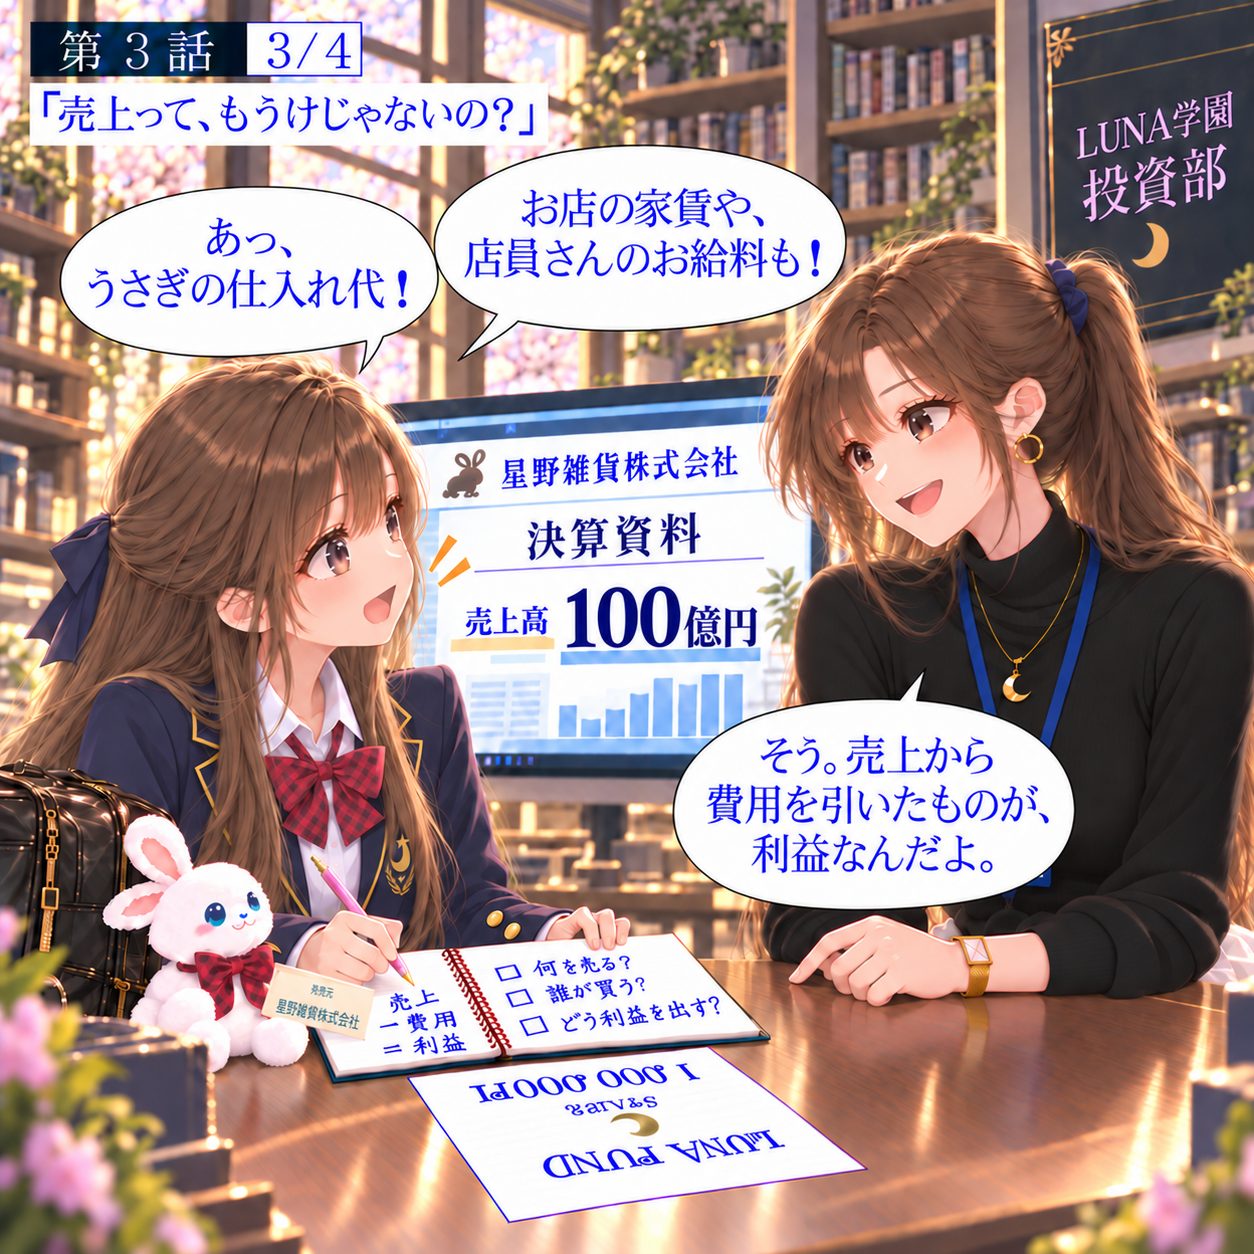 第3話 3/4
「売上って、もうけじゃないの?」
LUNA学園
投資部
あっ、
うさぎの仕入れ代!
お店の家賃や、
店員さんのお給料も!
星野雑貨株式会社
決算資料
売上高 100億円
そう。売上から
費用を引いたものが、
利益なんだよ。
発売元
星野雑貨株式会社
売上
－費用
＝利益
□ 何を売る?
□ 誰が買う?
□ どう利益を出す?
LUNA FUND
1 000 000PI